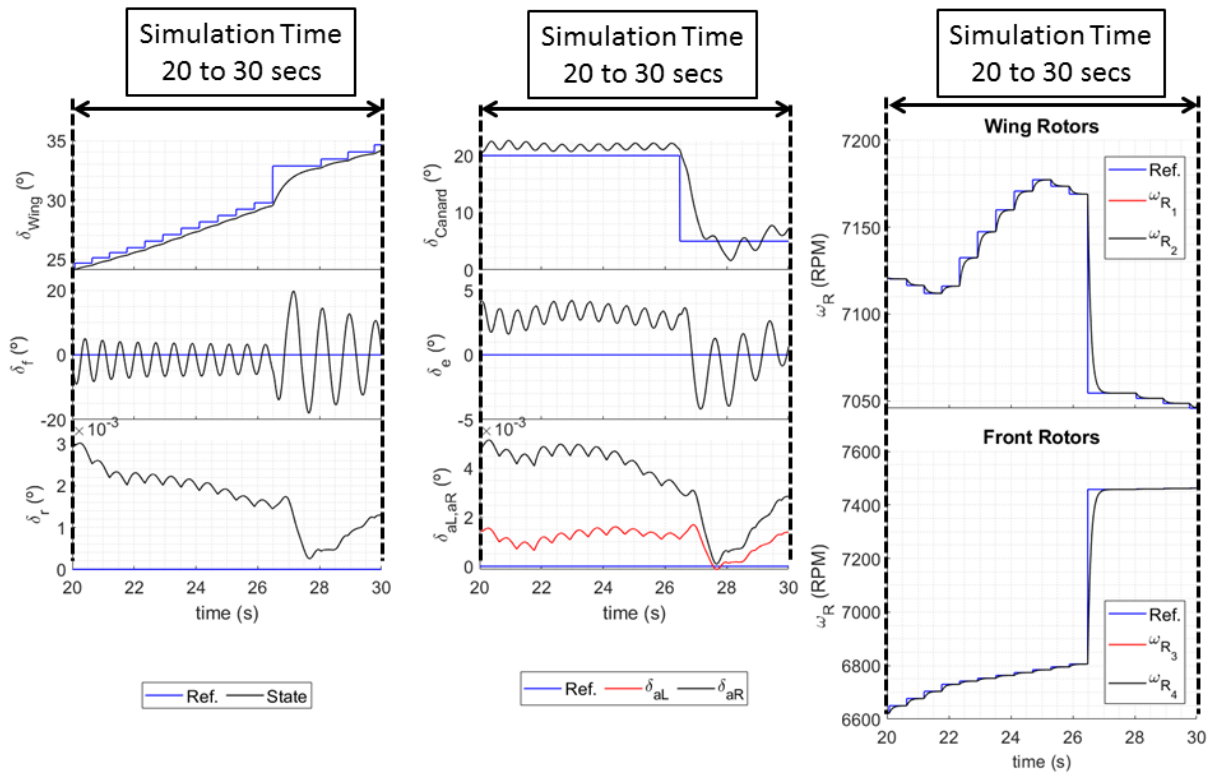 Simulation Time
20 to 30 secs
Simulation Time
20 to 30 secs
Simulation Time
20 to 30 secs
35
30
25
δWing (º)
20
0
-20
δf (º)
×10-3
3
2
1
0
δr (º)
20 22 24 26 28 30
time (s)
Ref. State
20
10
0
δCanard (º)
5
0
-5
δe (º)
×10-3
4
2
0
δaL,aR (º)
20 22 24 26 28 30
time (s)
Ref. δaL δaR
Wing Rotors
7200
7150
7100
7050
ωR (RPM)
Ref.
ωR1
ωR2
Front Rotors
7600
7400
7200
7000
6800
6600
ωR (RPM)
Ref.
ωR3
ωR4
20 22 24 26 28 30
time (s)